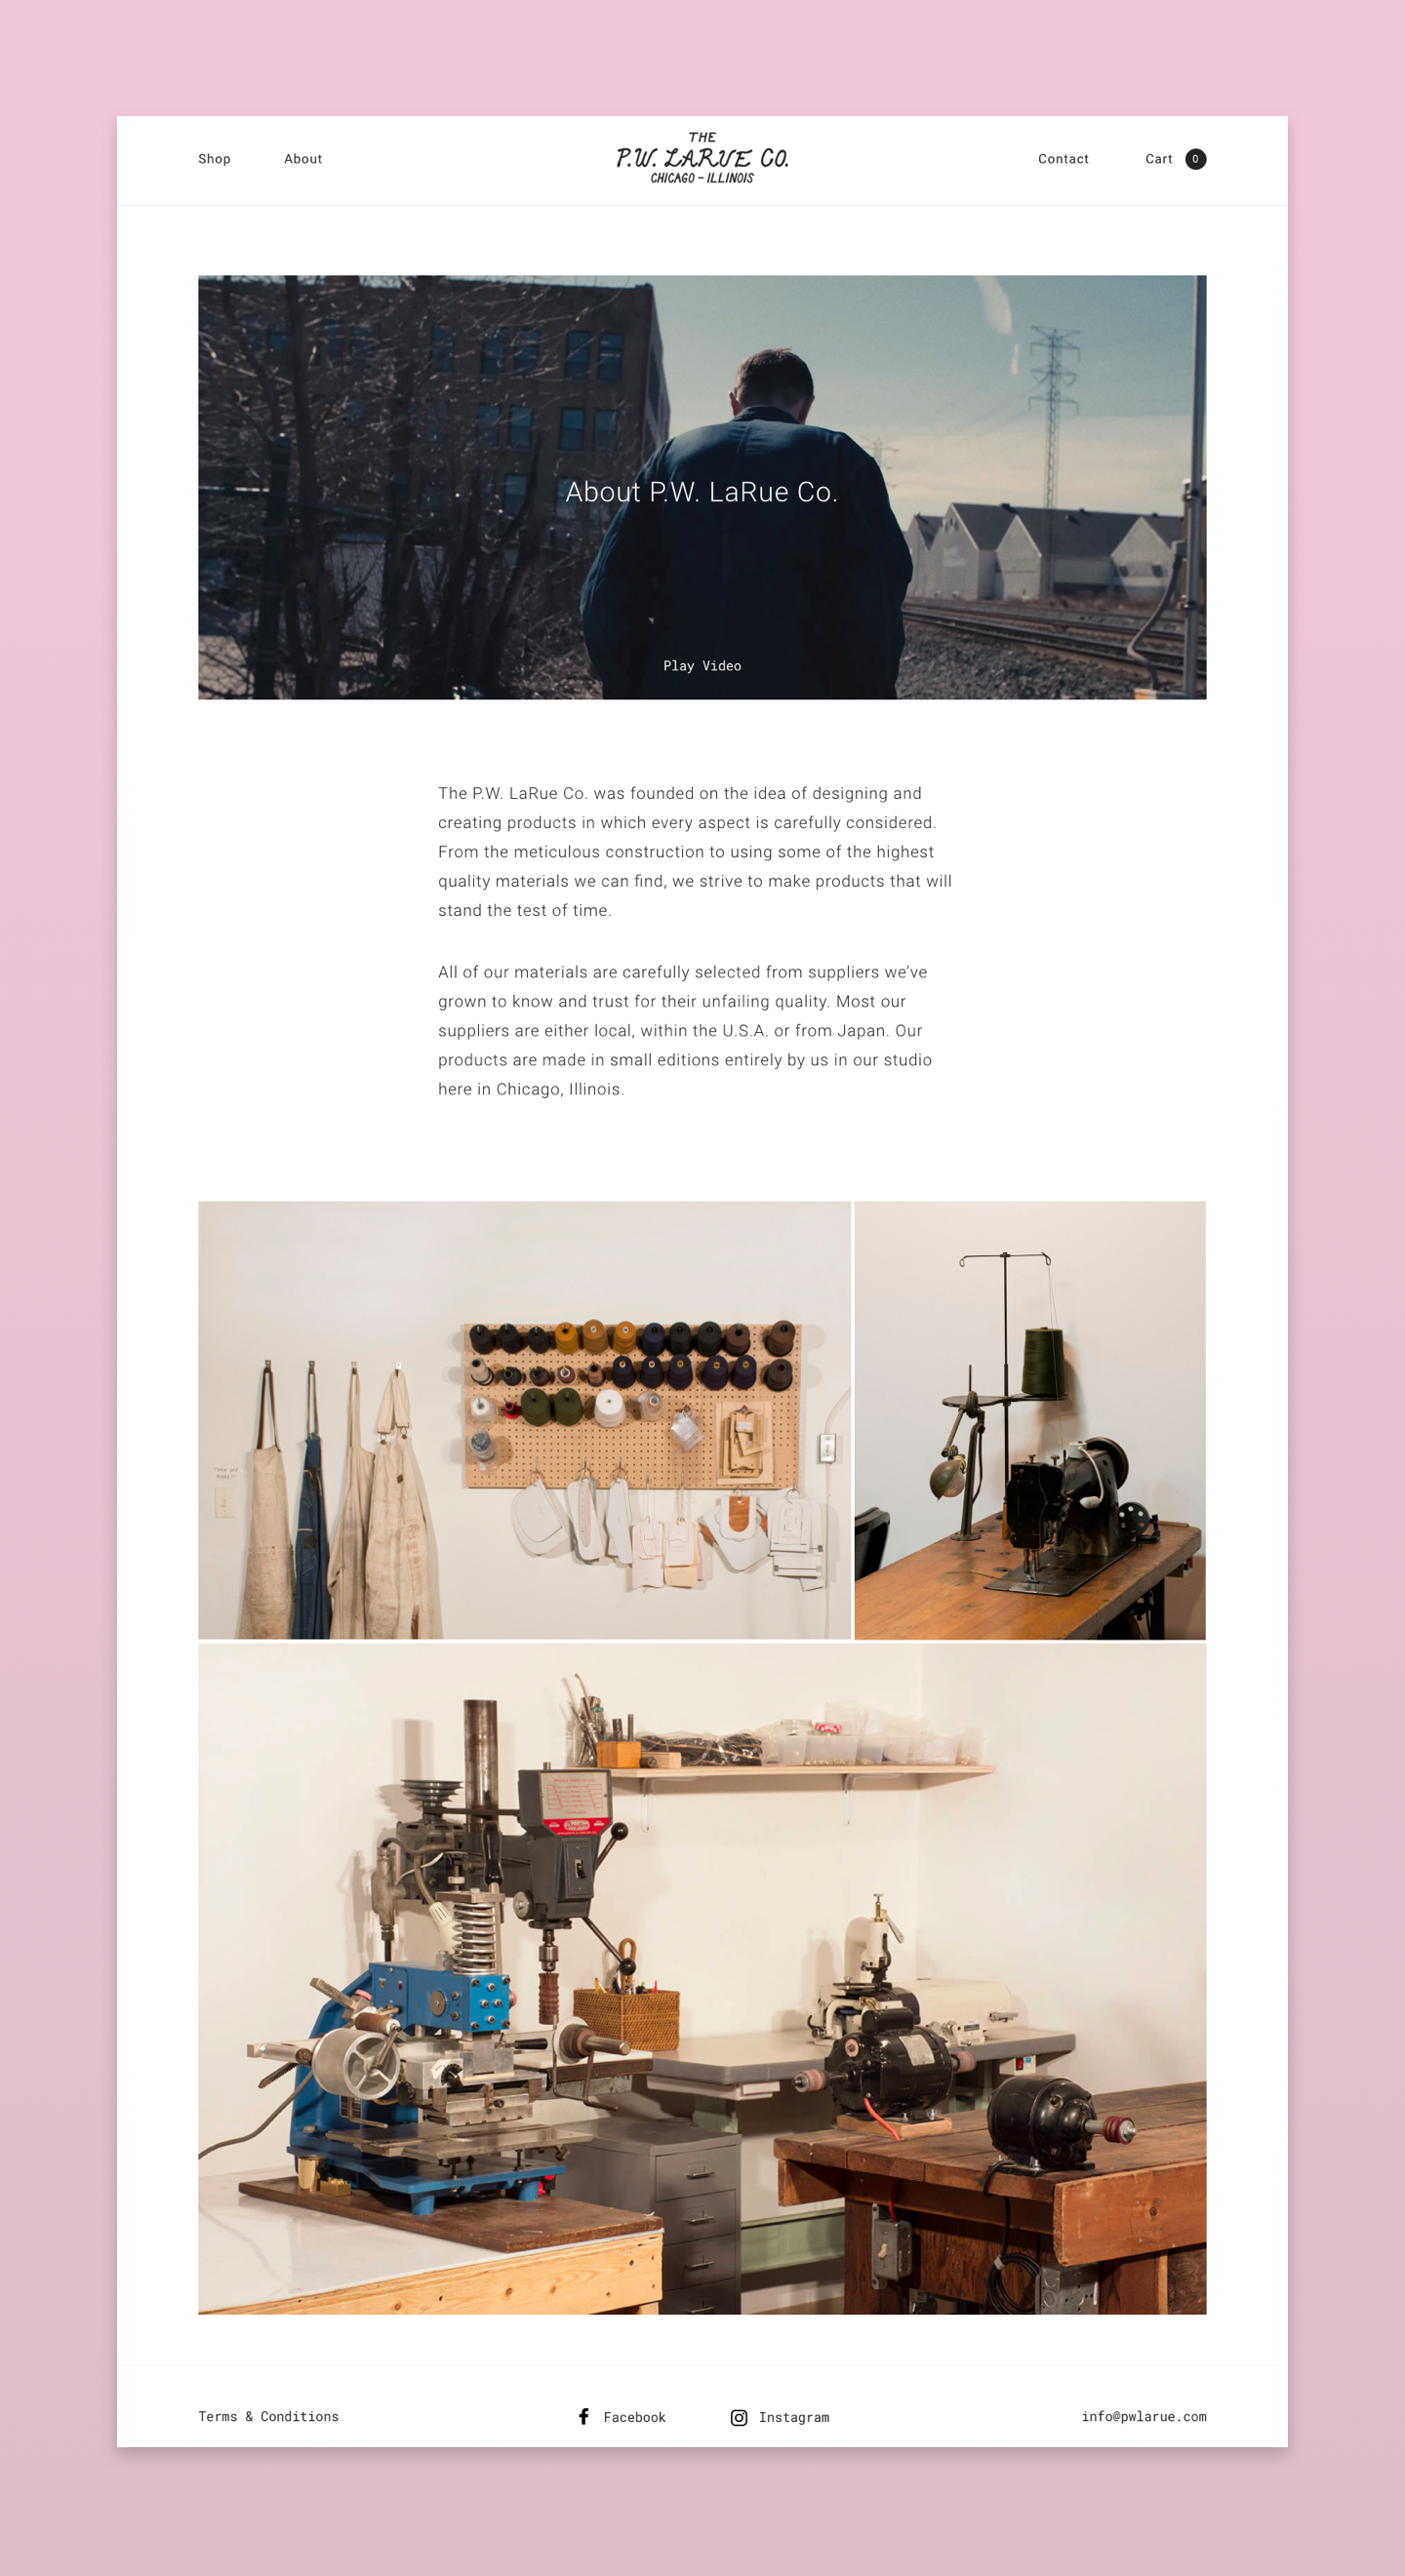 Shop
About
THE
P.W. LARUE CO.
CHICAGO - ILLINOIS
Contact
Cart 0
About P.W. LaRue Co.
Play Video
The P.W. LaRue Co. was founded on the idea of designing and
creating products in which every aspect is carefully considered.
From the meticulous construction to using some of the highest
quality materials we can find, we strive to make products that will
stand the test of time.
All of our materials are carefully selected from suppliers we’ve
grown to know and trust for their unfailing quality. Most our
suppliers are either local, within the U.S.A. or from Japan. Our
products are made in small editions entirely by us in our studio
here in Chicago, Illinois.
Terms & Conditions
Facebook
Instagram
info@pwlarue.com